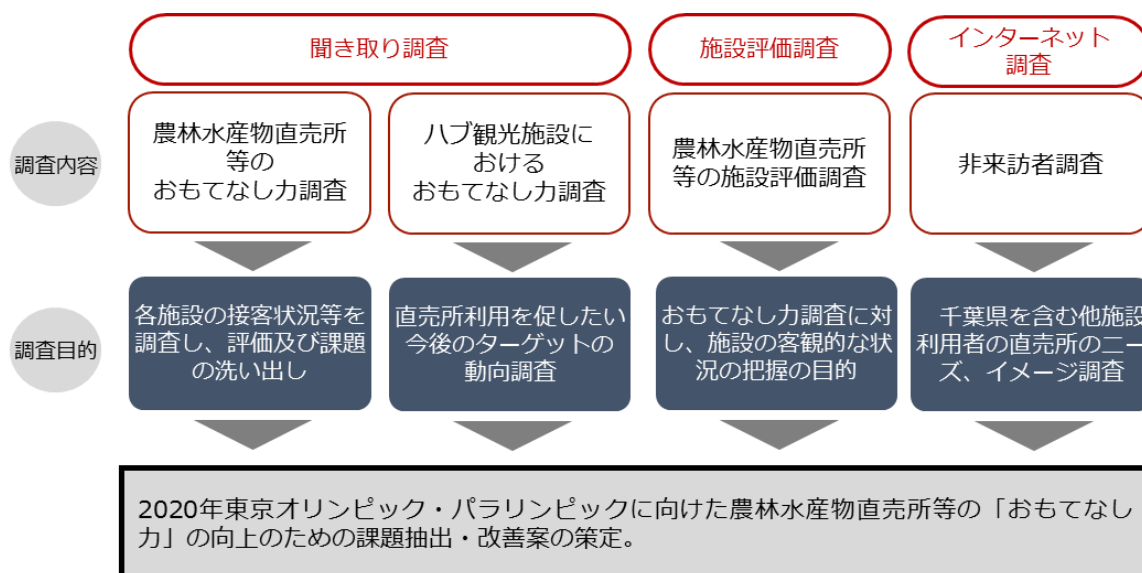 聞き取り調査
施設評価調査
インターネット
調査
調査内容
農林水産物直売所
等の
おもてなし力調査
ハブ観光施設に
おける
おもてなし力調査
農林水産物直売所
等の施設評価調査
非来訪者調査
調査目的
各施設の接客状況等を
調査し、評価及び課題
の洗い出し
直売所利用を促したい
今後のターゲットの
動向調査
おもてなし力調査に対
し、施設の客観的な状
況の把握の目的
千葉県を含む他施設
利用者の直売所のニー
ズ、イメージ調査
2020年東京オリンピック・パラリンピックに向けた農林水産物直売所等の「おもてなし
力」の向上のための課題抽出・改善案の策定。